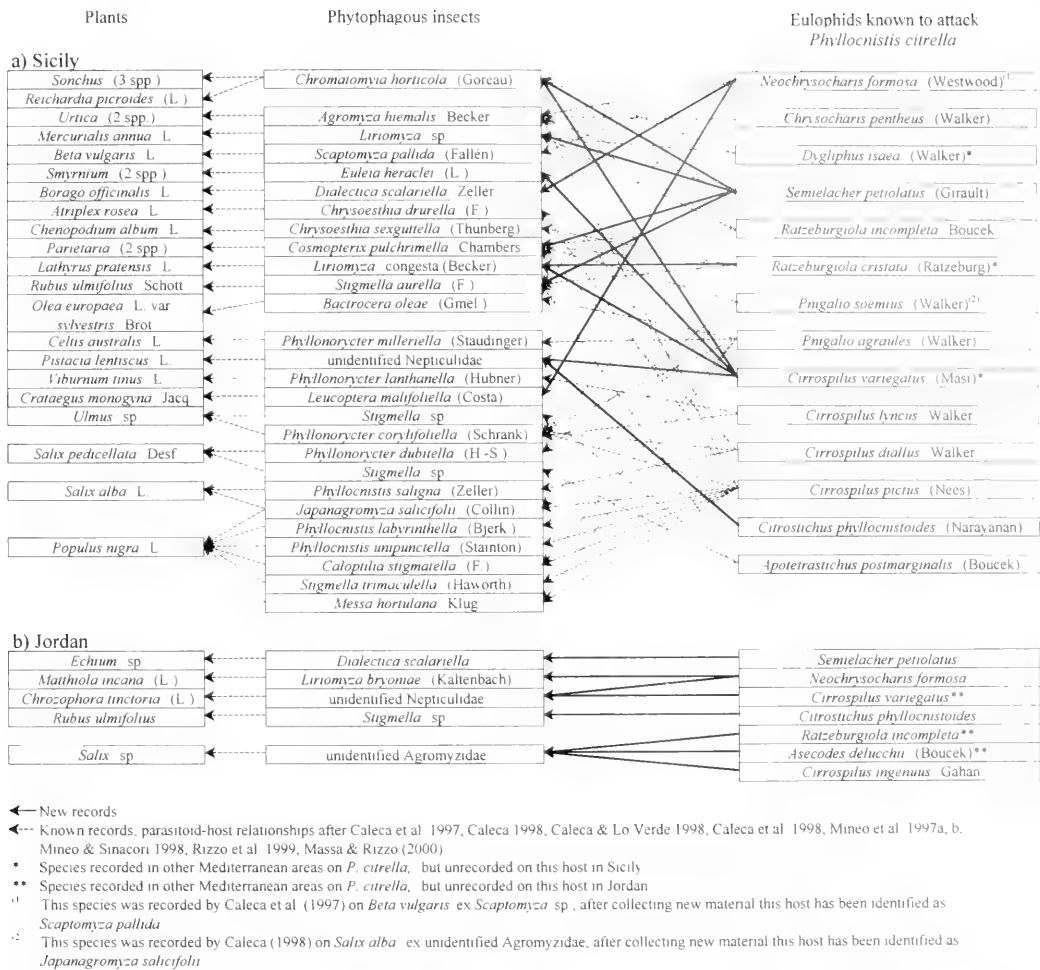 Plants
Phytophagous insects
Eulophids known to attack
Phyllocnistis citrella
a) Sicily
Sonchus (3 spp )
Reichardia picroides (L )
Urtica (2 spp.)
Mercurialis annua L
Beta vulgaris L
Smyrnium (2 spp)
Borago officinalis L
Atriplex rosea L
Chenopodium album L
Parietaria (2 spp)
Lathyrus pratensis L
Rubus ulmifolius Schott
Olea europaea L. var
sylvestris Brot
Celtis australis L
Pistacia lentiscus L.
Viburnum tinus L
Crataegus monogyna Jacq
Ulmus sp
Salix pedicellata Desf
Salix alba L.
Populus nigra L
Chromatomyia horticola (Goreau)
Agromyza hiemalis Becker
Liriomyza sp
Scaptomyza pallida (Fallén)
Euleia heraclei (L )
Dialectica scalariella Zeller
Chrysoesthia drurella (F )
Chrysoesthia sexguttella (Thunberg)
Cosmopterix pulchrimella Chambers
Liriomyza congesta (Becker)
Stigmella aurella (F )
Bactrocera oleae (Gmel )
Phyllonorycter milleriella (Staudinger)
unidentified Nepticulidae
Phyllonorycter lanthanella (Hubner)
Leucoptera malifoliella (Costa)
Stigmella sp
Phyllonorycter corylifoliella (Schrank)
Phyllonorycter dubitella (H -S )
Stigmella sp
Phyllocnistis saligna (Zeller)
Japanagromyza salicifolii (Collin)
Phyllocnistis labyrinthella (Bjerk )
Phyllocnistis unipunctella (Stainton)
Caloptilia stigmatella (F.)
Stigmella trimaculella (Haworth)
Messa hortulana Klug
Neochrysocharis formosa (Westwood)(1)
Chrysocharis pentheus (Walker)
Dygliphus isaea (Walker)*
Semielacher petiolatus (Girault)
Ratzeburgiola incompleta Boucek
Ratzeburgiola cristata (Ratzeburg)*
Pnigalio soemius (Walker)(2)
Pnigalio agraules (Walker)
Cirrospilus variegatus (Masi)*
Cirrospilus lyncus Walker
Cirrospilus diallus Walker
Cirrospilus pictus (Nees)
Citrostichus phyllocnistoides (Narayanan)
Apotetrastichus postmarginalis (Boucek)
b) Jordan
Echium sp
Matthiola incana (L )
Chrozophora tinctoria (L )
Rubus ulmifolius
Salix sp
Dialectica scalariella
Liriomyza bryoniae (Kaltenbach)
unidentified Nepticulidae
Stigmella sp
unidentified Agromyzidae
Semielacher petiolatus
Neochrysocharis formosa
Cirrospilus variegatus**
Citrostichus phyllocnistoides
Ratzeburgiola incompleta**
Asecodes delucchii (Boucek)**
Cirrospilus ingenuus Gahan
New records
Known records, parasitoid-host relationships after Caleca et al 1997, Caleca 1998, Caleca & Lo Verde 1998, Caleca et al 1998, Mineo et al 1997a, b,
Mineo & Sinacori 1998, Rizzo et al 1999, Massa & Rizzo (2000)
* Species recorded in other Mediterranean areas on P. citrella, but unrecorded on this host in Sicily
** Species recorded in other Mediterranean areas on P. citrella, but unrecorded on this host in Jordan
(1 This species was recorded by Caleca et al (1997) on Beta vulgaris ex Scaptomyza sp , after collecting new material this host has been identified as
Scaptomyza pallida
(2 This species was recorded by Caleca (1998) on Salix alba ex unidentified Agromyzidae, after collecting new material this host has been identified as
Japanagromyza salicifolii